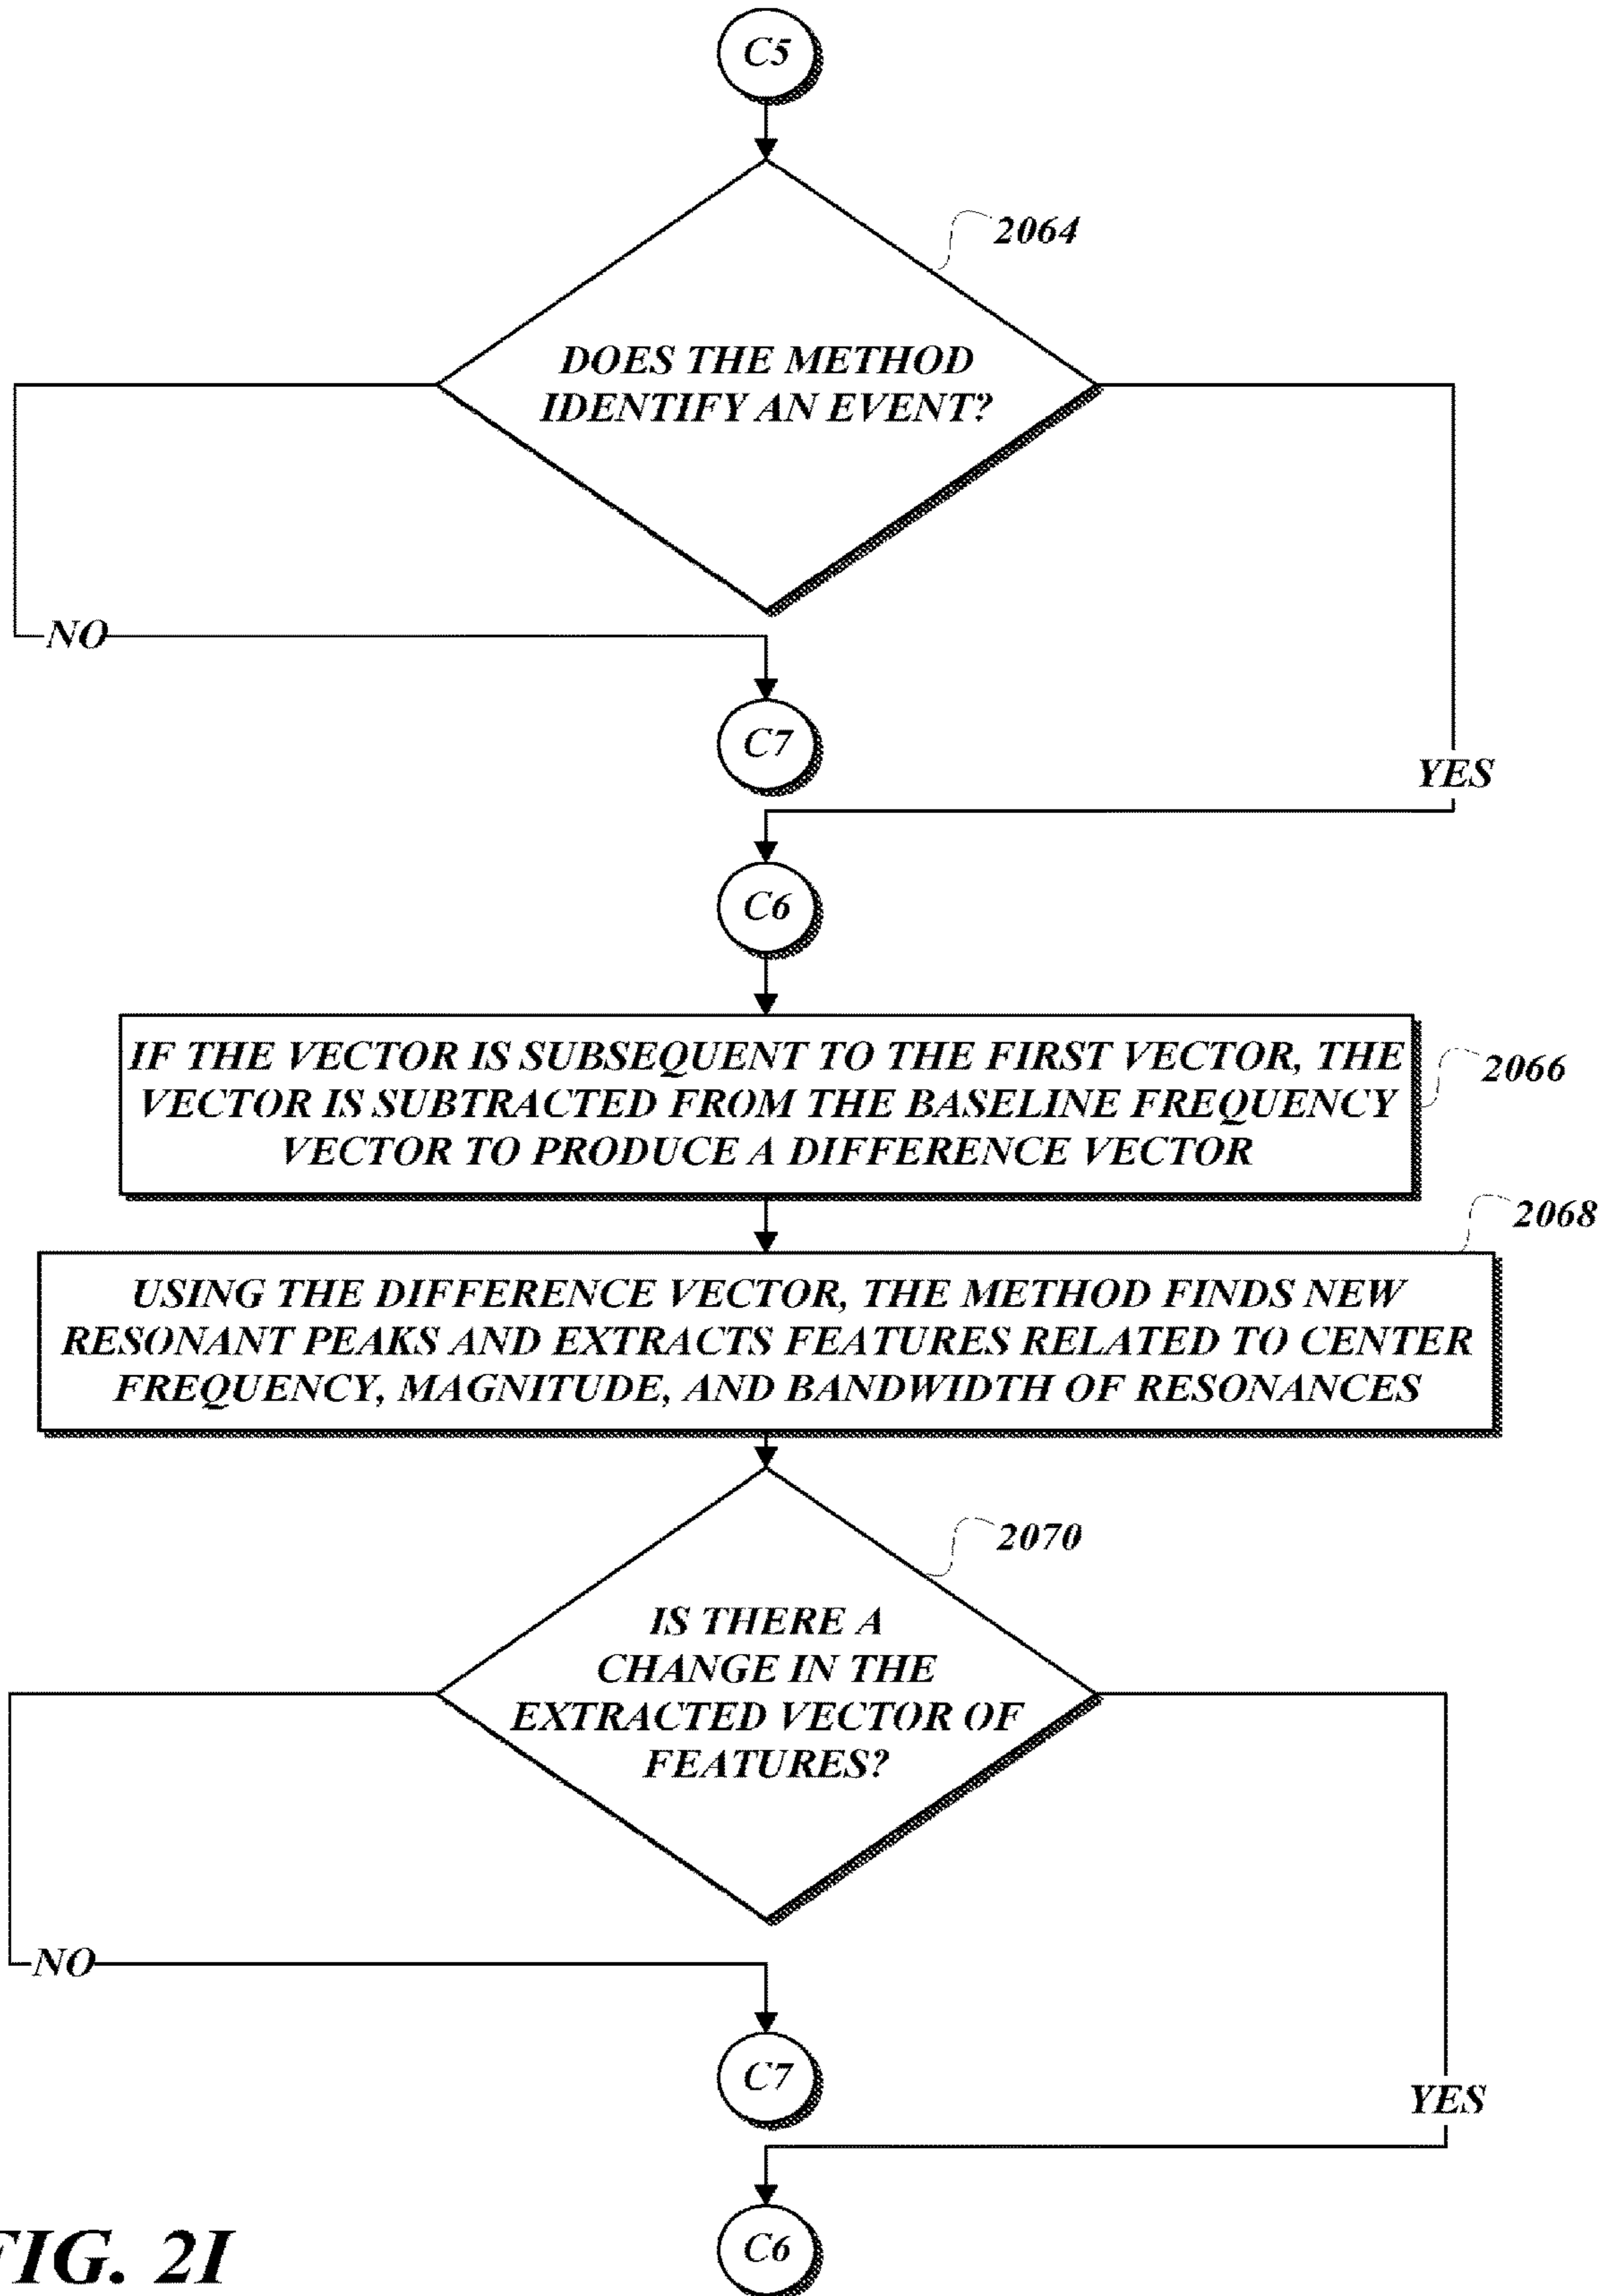 C5
2064
DOES THE METHOD
IDENTIFY AN EVENT?
NO
C7
YES
C6
IF THE VECTOR IS SUBSEQUENT TO THE FIRST VECTOR, THE
VECTOR IS SUBTRACTED FROM THE BASELINE FREQUENCY
VECTOR TO PRODUCE A DIFFERENCE VECTOR
2066
2068
USING THE DIFFERENCE VECTOR, THE METHOD FINDS NEW
RESONANT PEAKS AND EXTRACTS FEATURES RELATED TO CENTER
FREQUENCY, MAGNITUDE, AND BANDWIDTH OF RESONANCES
2070
IS THERE A
CHANGE IN THE
EXTRACTED VECTOR OF
FEATURES?
NO
C7
YES
C6
FIG. 2I